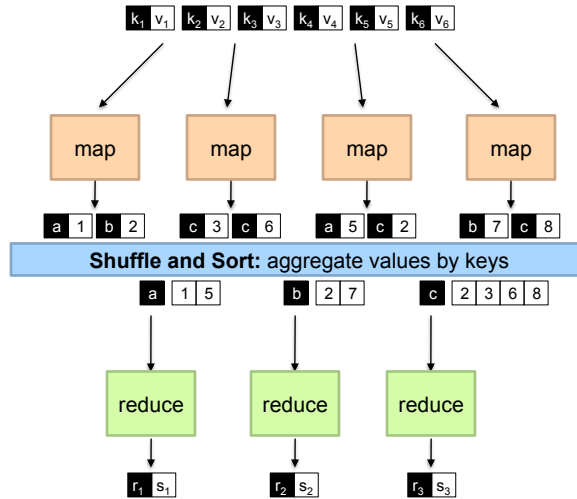 k₁ v₁ k₂ v₂ k₃ v₃ k₄ v₄ k₅ v₅ k₆ v₆
map map map map
a 1 b 2 c 3 c 6 a 5 c 2 b 7 c 8
Shuffle and Sort: aggregate values by keys
a 1 5 b 2 7 c 2 3 6 8
reduce reduce reduce
r₁ s₁ r₂ s₂ r₃ s₃